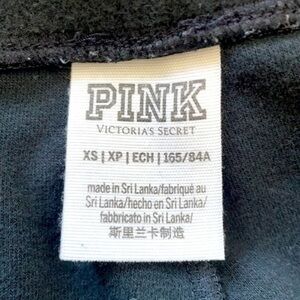 PINK
VICTORIA'S SECRET
XS | XP | ECH | 165/84A
made in Sri Lanka/fabriqué au
Sri Lanka/hecho en Sri Lanka/
fabbricato in Sri Lanka/
斯里兰卡制造